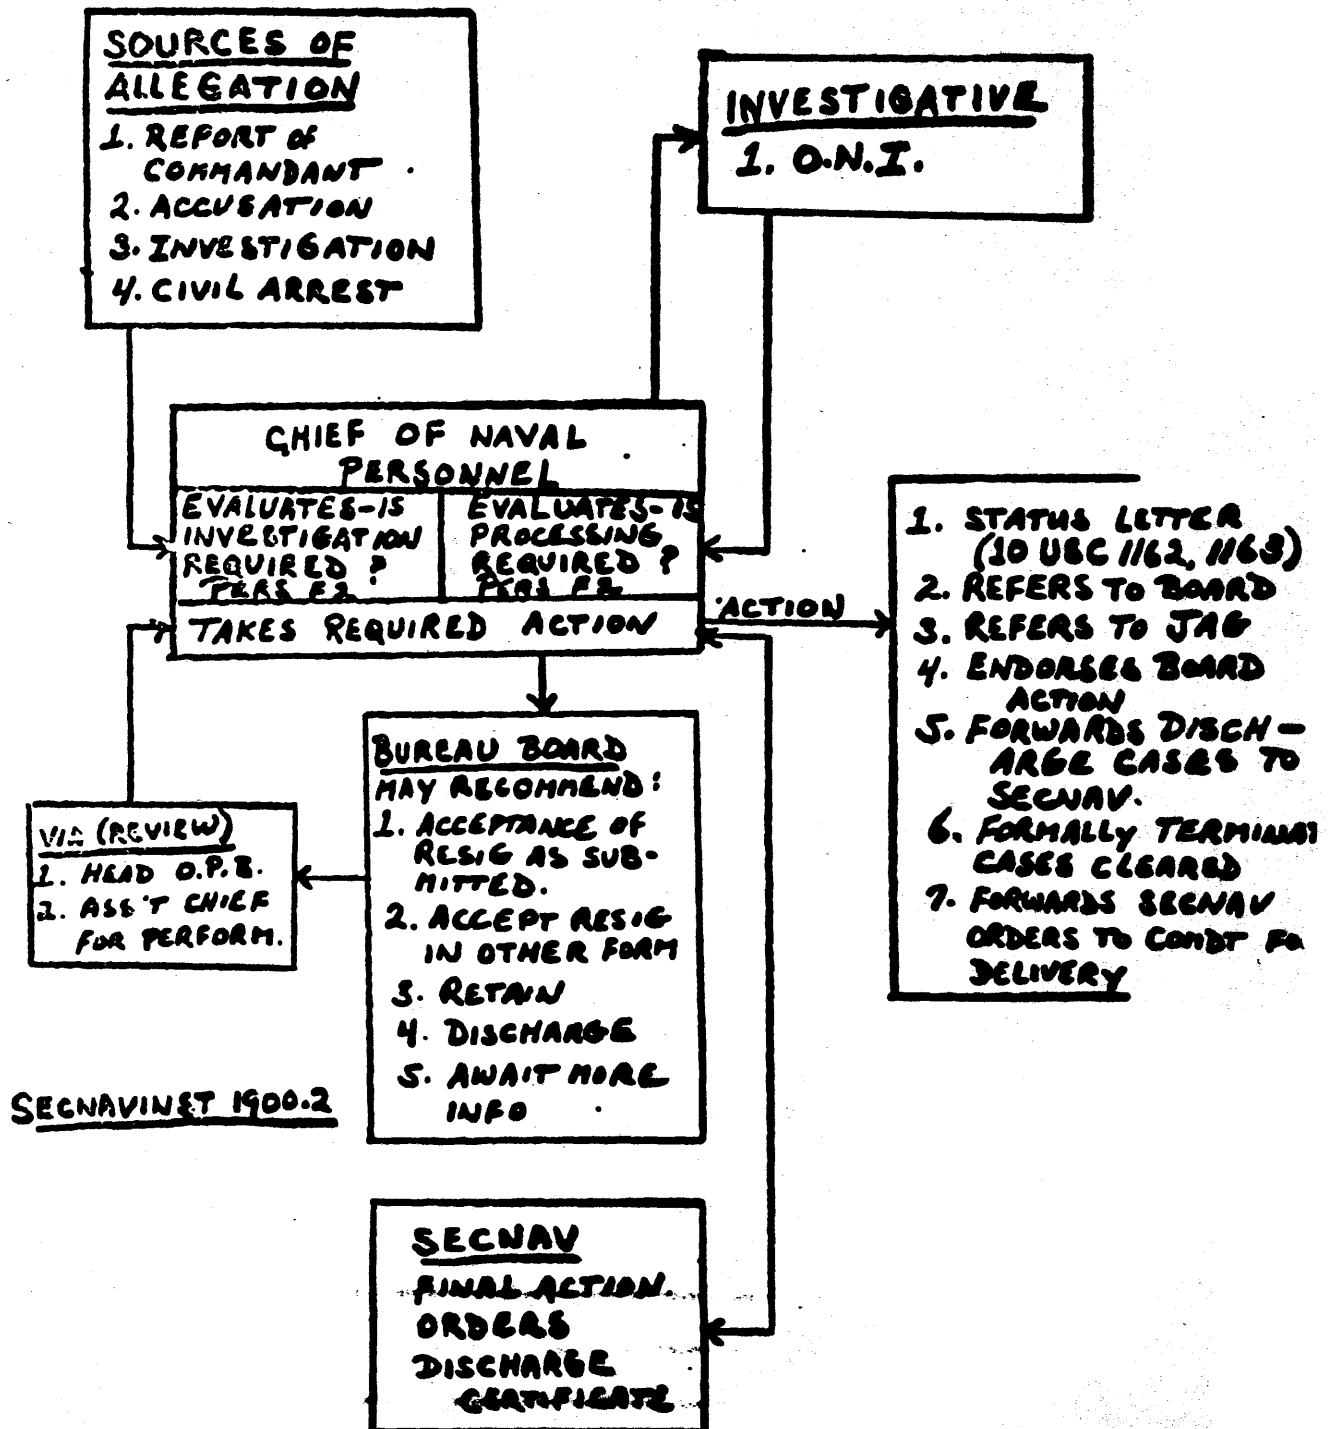 SOURCES OF
ALLEGATION
1. REPORT of
COMMANDANT
2. ACCUSATION
3. INVESTIGATION
4. CIVIL ARREST
INVESTIGATIVE
1. O.N.I.
CHIEF OF NAVAL
PERSONNEL
EVALUATES-IS
INVESTIGATION
REQUIRED?
PERS F2
EVALUATES-IS
PROCESSING
REQUIRED?
PERS F2
TAKES REQUIRED ACTION
ACTION
1. STATUS LETTER
(10 USC 1162, 1163)
2. REFERS TO BOARD
3. REFERS TO JAG
4. ENDORSES BOARD
ACTION
5. FORWARDS DISCH-
ARGE CASES TO
SECNAV.
6. FORMALLY TERMINAT
CASES CLEARED
7. FORWARDS SECNAV
ORDERS TO COMDT FO
DELIVERY
BUREAU BOARD
MAY RECOMMEND:
1. ACCEPTANCE OF
RESIG AS SUB-
MITTED.
2. ACCEPT RESIG
IN OTHER FORM
3. RETAIN
4. DISCHARGE
5. AWAIT MORE
INFO
VIA (REVIEW)
1. HEAD O.P.B.
2. ASS'T CHIEF
FOR PERFORM.
SECNAVINST 1900.2
SECNAV
FINAL ACTION.
ORDERS
DISCHARGE
CERTIFICATE